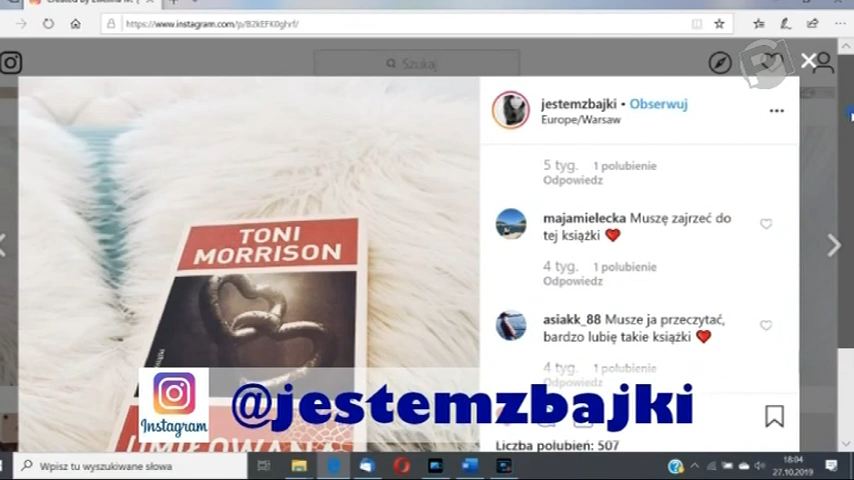 https://www.instagram.com/p/B2kEFK0ghrf/
Szukaj
jestemzbajki • Obserwuj
Europe/Warsaw
5 tyg. 1 polubienie
Odpowiedz
majamielecka Muszę zajrzeć do
tej książki ❤
4 tyg. 1 polubienie
Odpowiedz
asiakk_88 Musze ja przeczytać,
bardzo lubię takie książki ❤
4 tyg. 1 polubienie
Odpowiedz
TONI
MORRISON
UMIŁOWANA
Instagram
@jestemzbajki
Liczba polubień: 507
Wpisz tu wyszukiwane słowa
18:04
27.10.2019